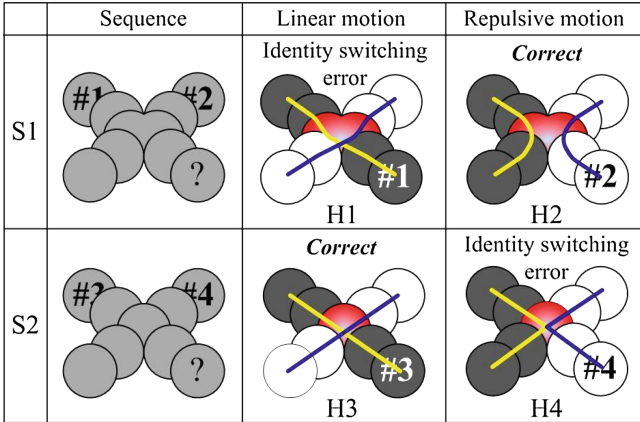 Sequence
Linear motion
Repulsive motion
S1
#1
#2
?
Identity switching
error
#1
H1
Correct
#2
H2
S2
#3
#4
?
Correct
#3
H3
Identity switching
error
#4
H4